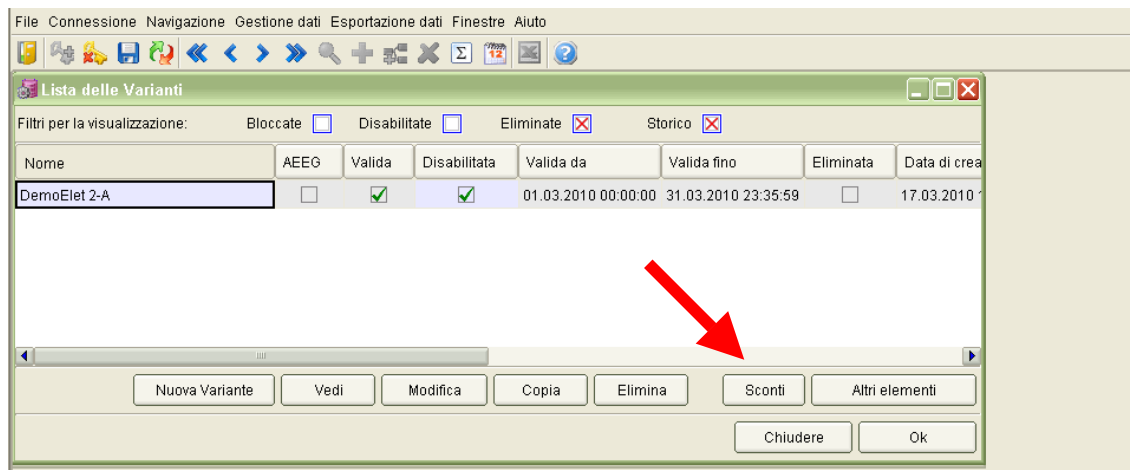 File Connessione Navigazione Gestione dati Esportazione dati Finestre Aiuto
Σ 12 ?
Lista delle Varianti
Filtri per la visualizzazione: Bloccate Disabilitate Eliminate Storico
Nome AEEG Valida Disabilitata Valida da Valida fino Eliminata Data di crea
DemoElet 2-A 01.03.2010 00:00:00 31.03.2010 23:35:59 17.03.2010
Nuova Variante Vedi Modifica Copia Elimina Sconti Altri elementi
Chiudere Ok